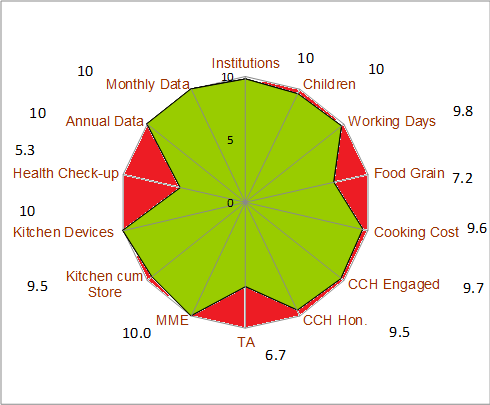 10
Institutions
10
10
Monthly Data
10
Children
10
Annual Data
Working Days
9.8
5.3
5
Health Check-up
Food Grain
7.2
10
0
Kitchen Devices
Cooking Cost
9.6
Kitchen cum
Store
CCH Engaged
9.5
9.7
MME
CCH Hon.
10.0
TA
9.5
6.7